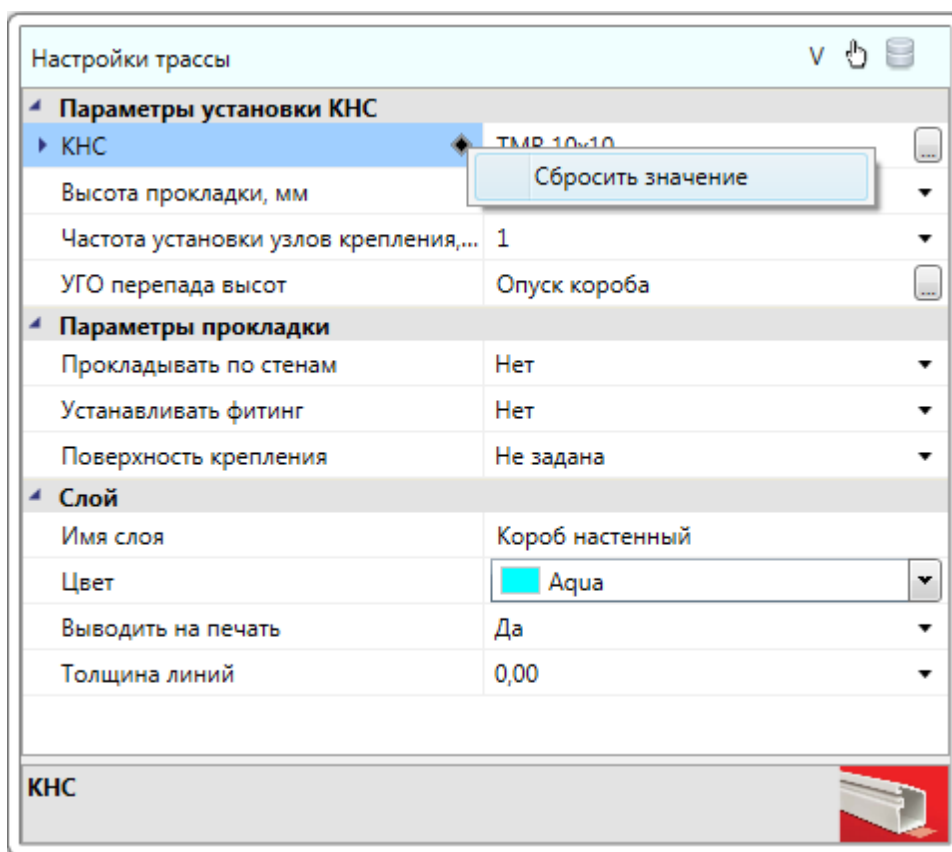 Настройки трассы V
Параметры установки КНС
КНС TMR 10x10 ...
Сбросить значение
Высота прокладки, мм
Частота установки узлов крепления,... 1
УГО перепада высот Опуск короба ...
Параметры прокладки
Прокладывать по стенам Нет
Устанавливать фитинг Нет
Поверхность крепления Не задана
Слой
Имя слоя Короб настенный
Цвет Aqua
Выводить на печать Да
Толщина линий 0,00
КНС